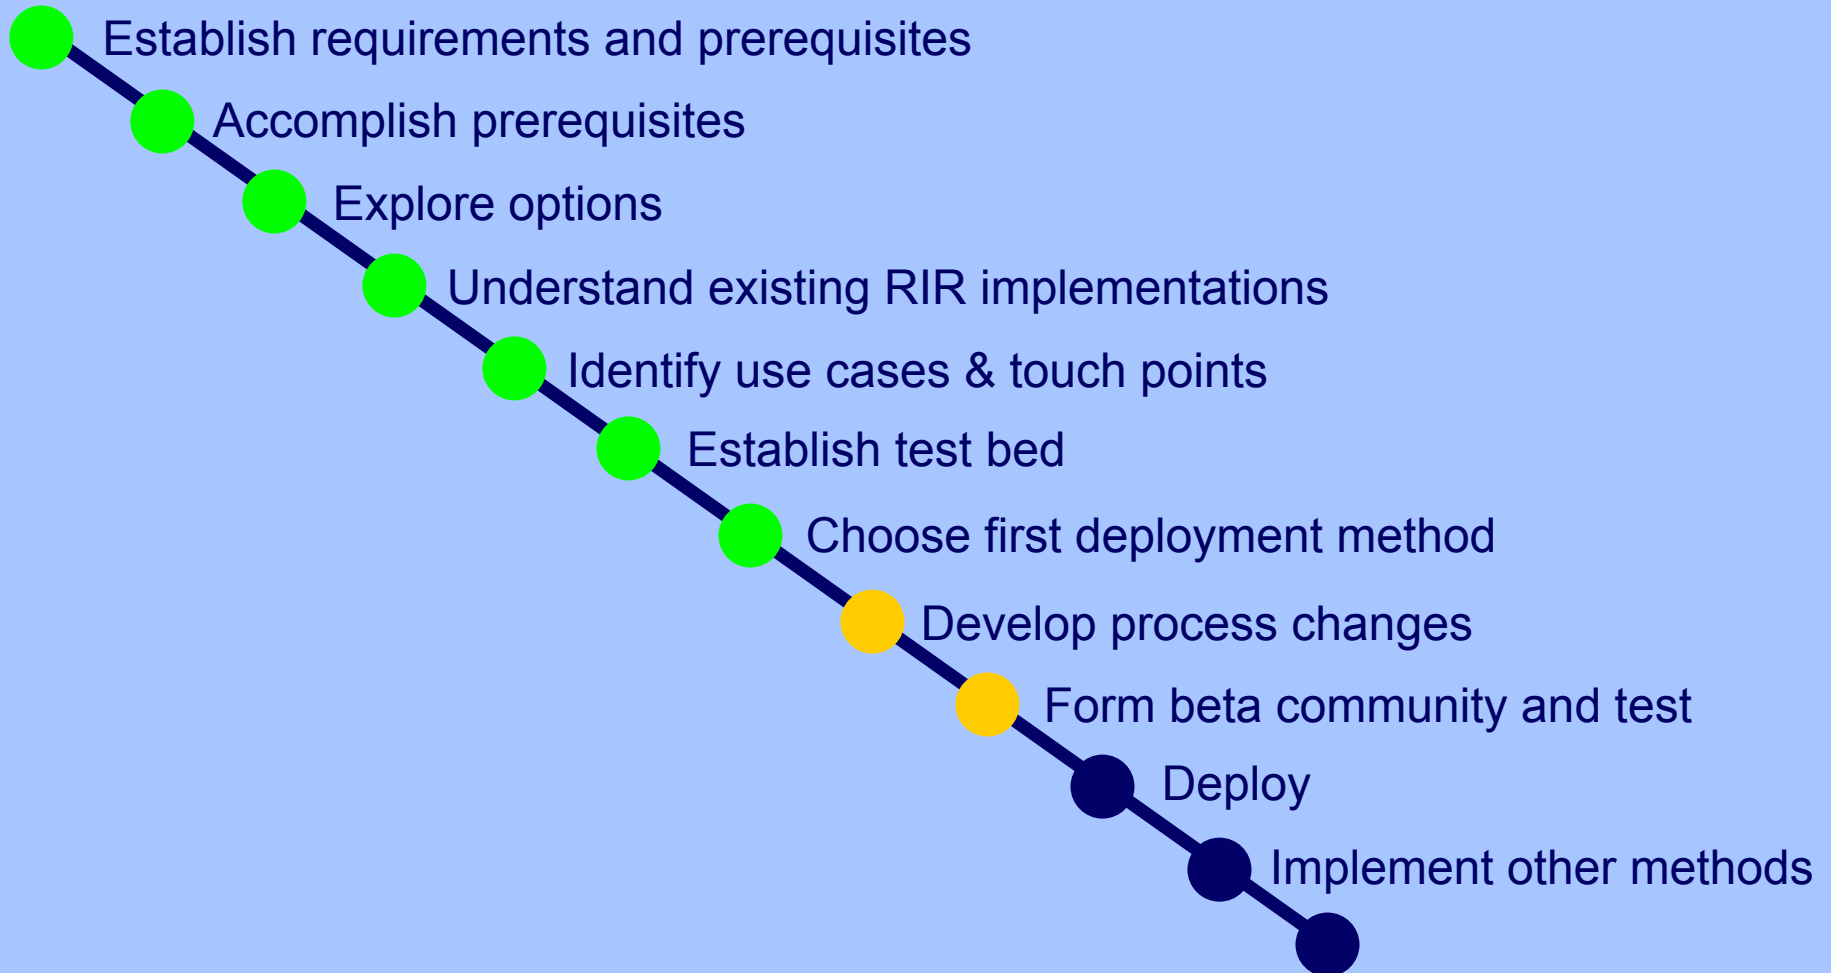 Establish requirements and prerequisites
Accomplish prerequisites
Explore options
Understand existing RIR implementations
Identify use cases & touch points
Establish test bed
Choose first deployment method
Develop process changes
Form beta community and test
Deploy
Implement other methods